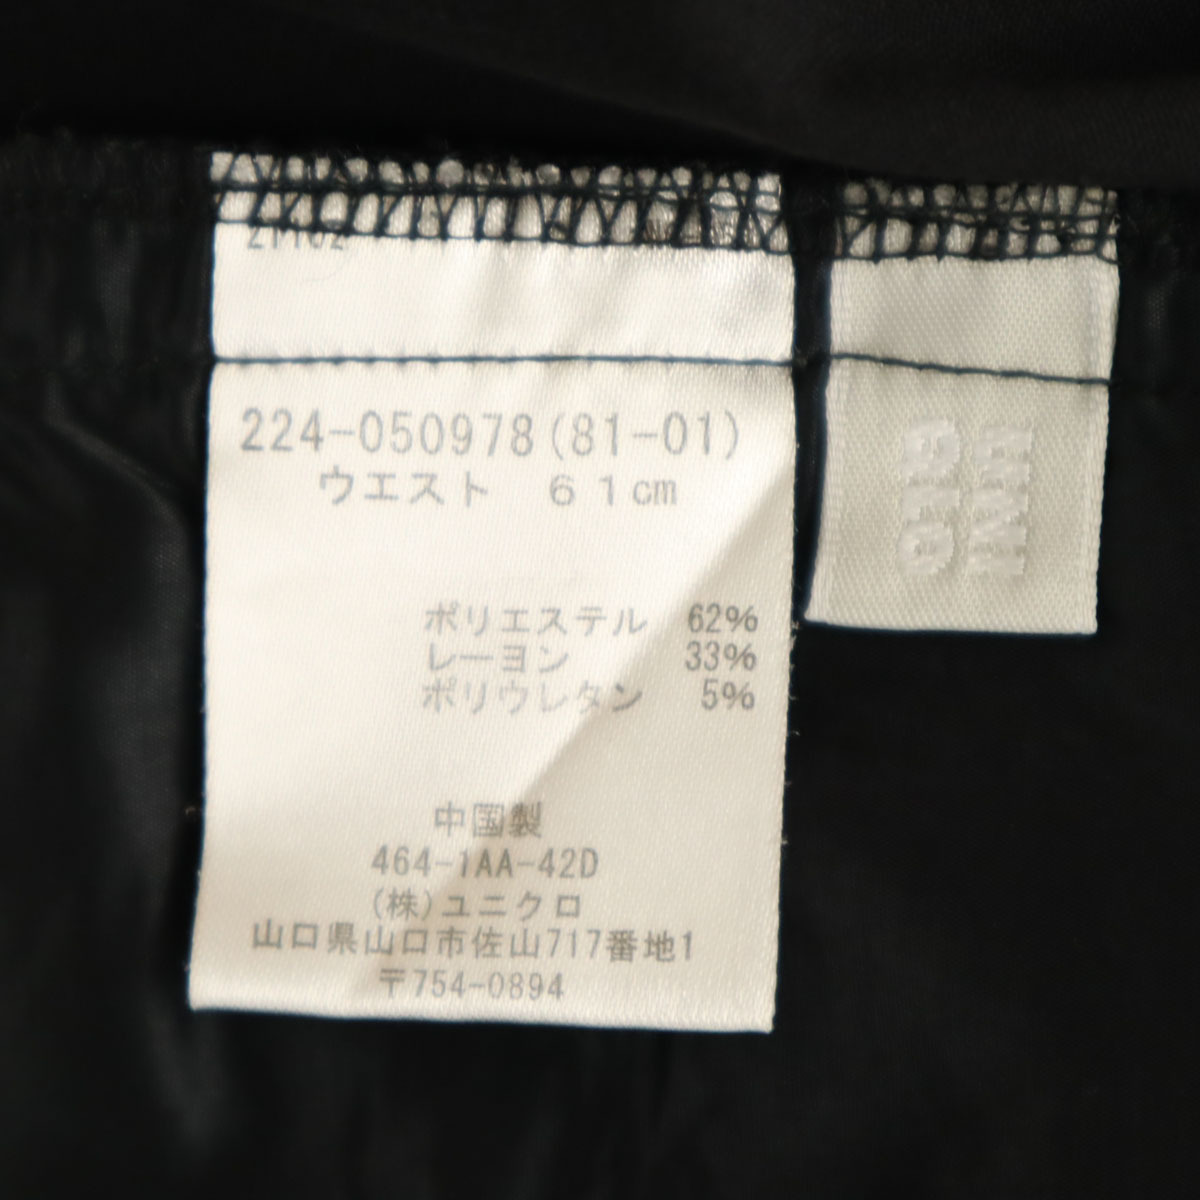 224-050978(81-01)
ウエスト ６１cm
ポリエステル 62%
レーヨン 33%
ポリウレタン 5%
中国製
464-1AA-42D
(株)ユニクロ
山口県山口市佐山717番地1
〒754-0894
UNI
QLO